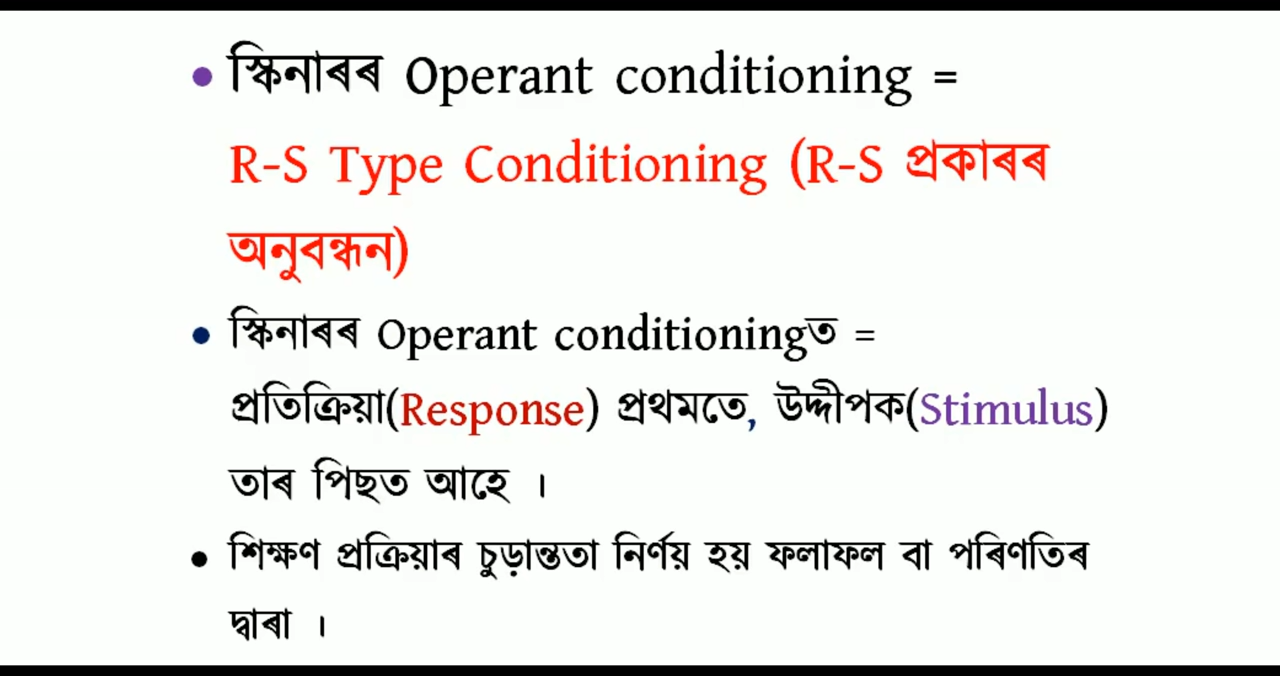 • স্কিনাৰৰ Operant conditioning =
R-S Type Conditioning (R-S প্ৰকাৰৰ
অনুবন্ধন)
• স্কিনাৰৰ Operant conditioningত =
প্ৰতিক্ৰিয়া(Response) প্ৰথমতে, উদ্দীপক(Stimulus)
তাৰ পিছত আহে ।
• শিক্ষণ প্ৰক্ৰিয়াৰ চুড়ান্ততা নিৰ্ণয় হয় ফলাফল বা পৰিণতিৰ
দ্বাৰা ।